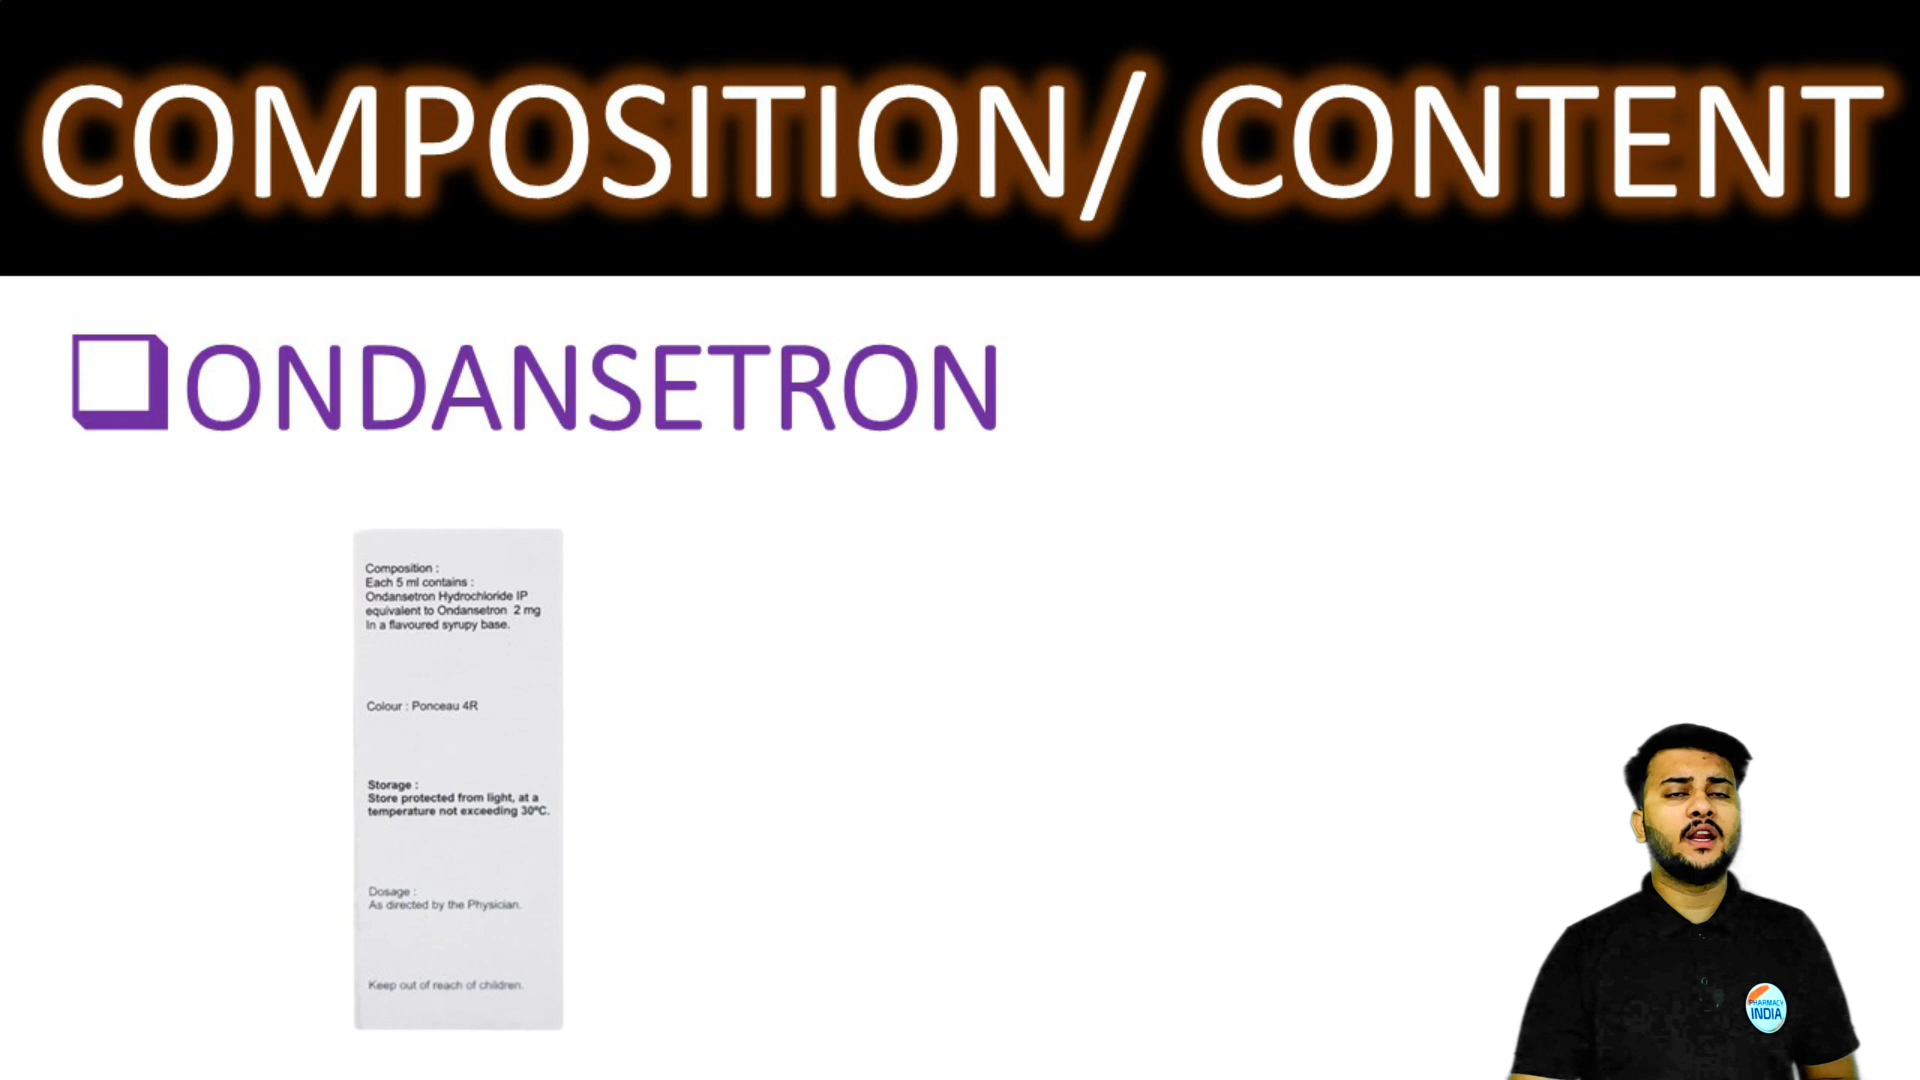 COMPOSITION/ CONTENT
ONDANSETRON
Composition :
Each 5 ml contains :
Ondansetron Hydrochloride IP
equivalent to Ondansetron 2 mg
In a flavoured syrupy base.
Colour : Ponceau 4R
Storage :
Store protected from light, at a
temperature not exceeding 30ºC.
Dosage :
As directed by the Physician.
Keep out of reach of children.
PHARMACY
INDIA